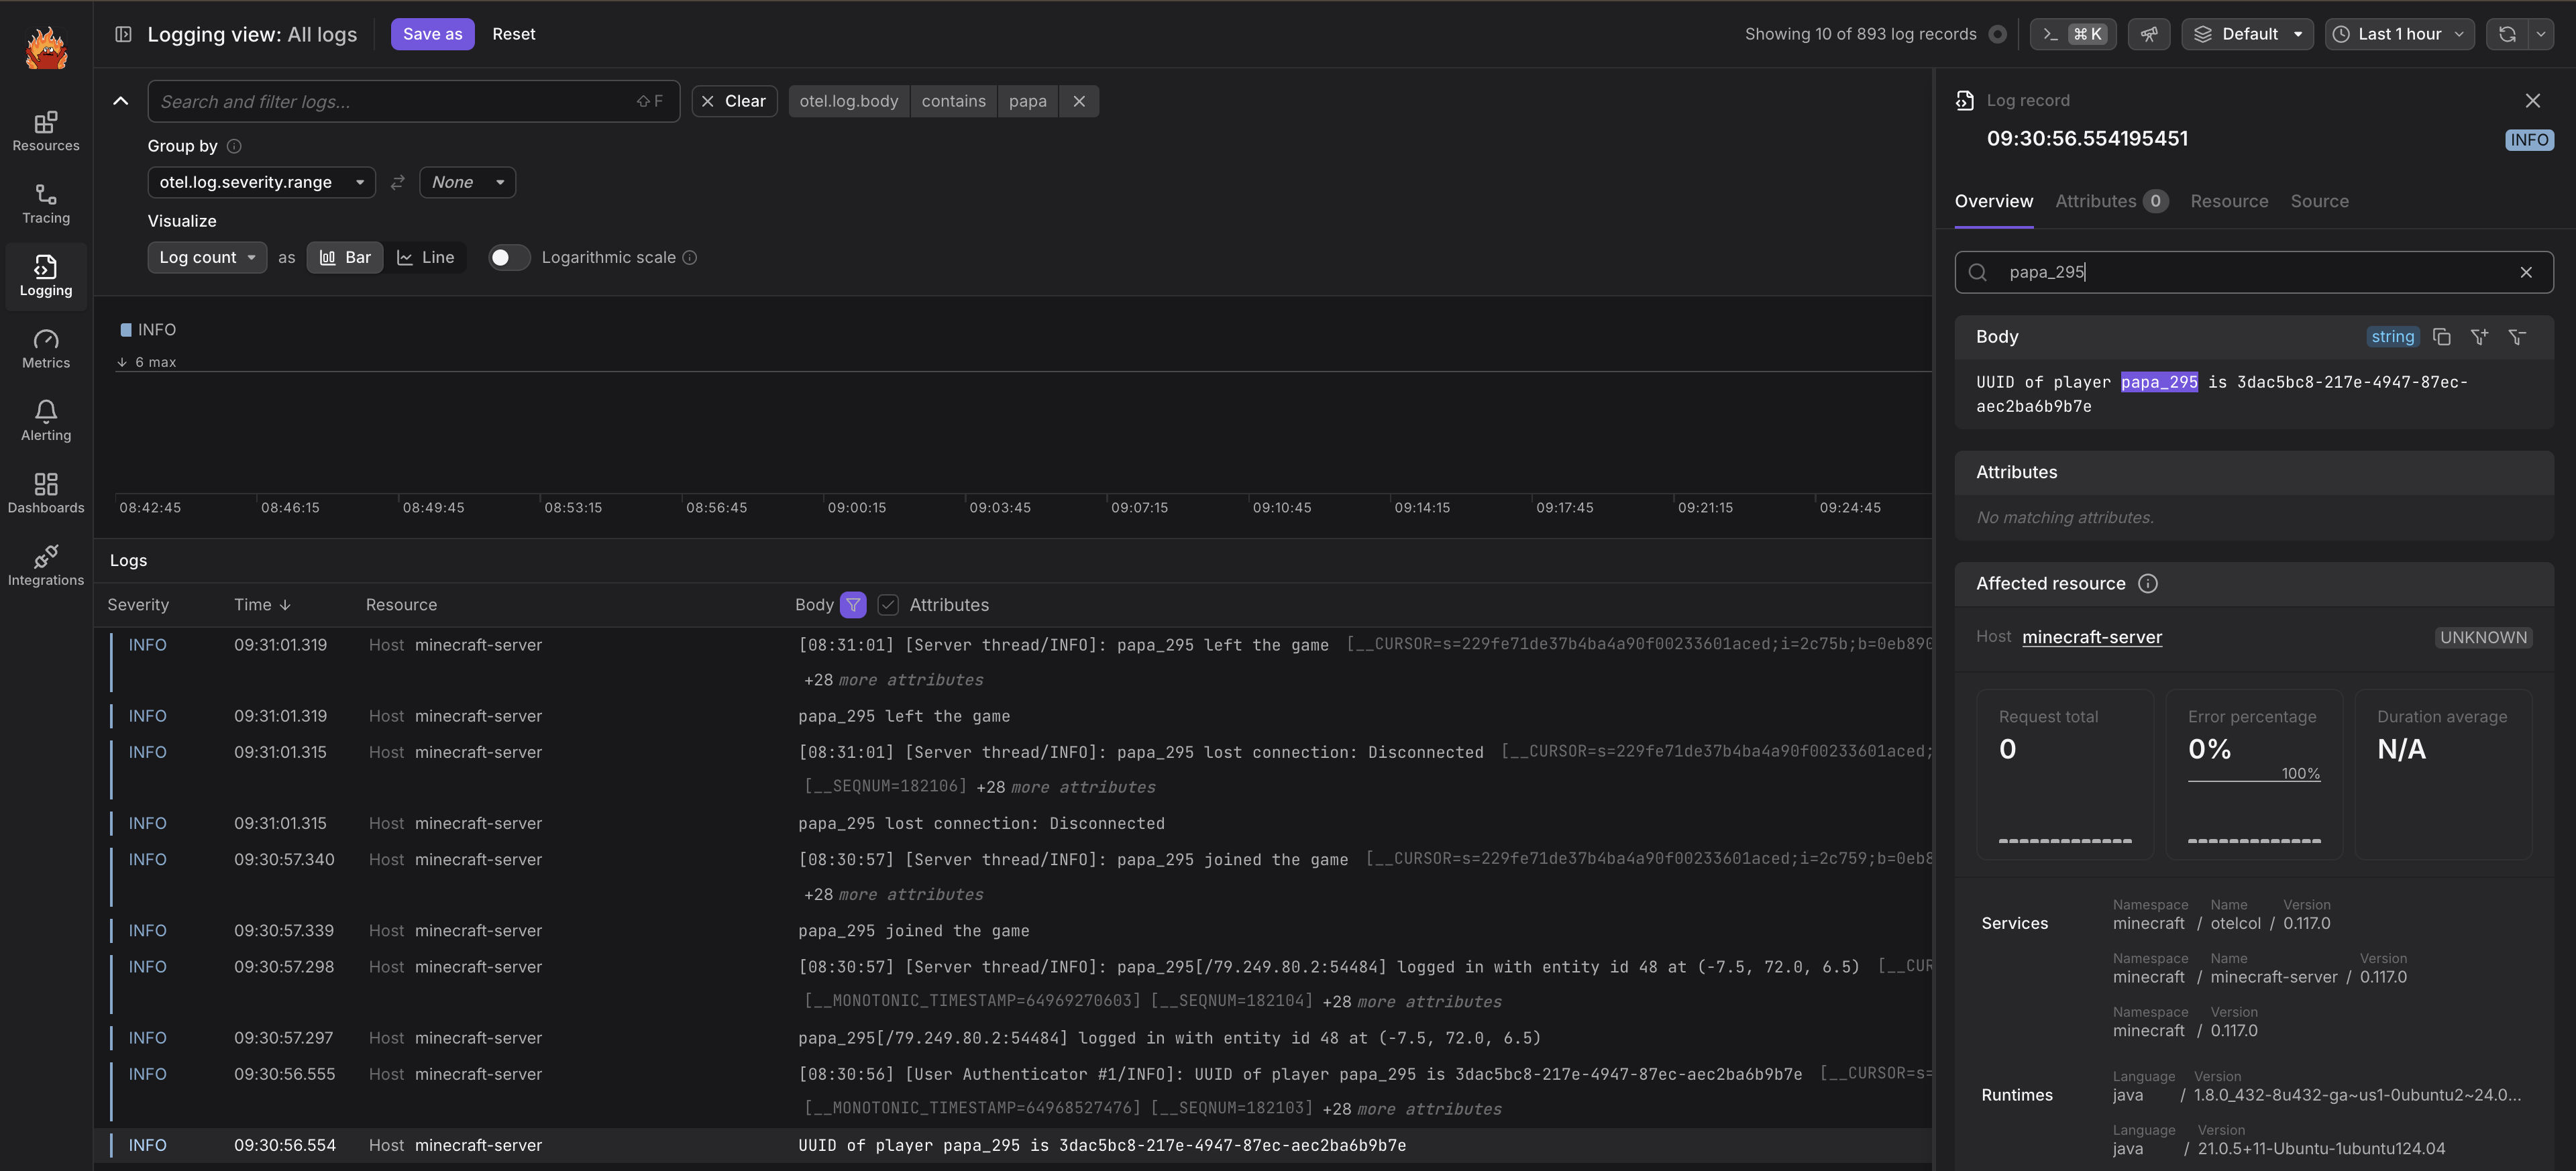 Logging view: All logs
Save as
Reset
Showing 10 of 893 log records
⌘K
Default
Last 1 hour
Resources
Tracing
Logging
Metrics
Alerting
Dashboards
Integrations
Search and filter logs...
⇧F
Clear
otel.log.body contains papa
Group by
otel.log.severity.range
None
Visualize
Log count as Bar Line Logarithmic scale
INFO
6 max
08:42:45 08:46:15 08:49:45 08:53:15 08:56:45 09:00:15 09:03:45 09:07:15 09:10:45 09:14:15 09:17:45 09:21:15 09:24:45
Logs
Severity Time Resource Body Attributes
INFO 09:31:01.319 Host minecraft-server [08:31:01] [Server thread/INFO]: papa_295 left the game [__CURSOR=s=229fe71de37b4ba4a90f00233601aced;i=2c75b;b=0eb890
+28 more attributes
INFO 09:31:01.319 Host minecraft-server papa_295 left the game
INFO 09:31:01.315 Host minecraft-server [08:31:01] [Server thread/INFO]: papa_295 lost connection: Disconnected [__CURSOR=s=229fe71de37b4ba4a90f00233601aced;
[__SEQNUM=182106] +28 more attributes
INFO 09:31:01.315 Host minecraft-server papa_295 lost connection: Disconnected
INFO 09:30:57.340 Host minecraft-server [08:30:57] [Server thread/INFO]: papa_295 joined the game [__CURSOR=s=229fe71de37b4ba4a90f00233601aced;i=2c759;b=0eb8
+28 more attributes
INFO 09:30:57.339 Host minecraft-server papa_295 joined the game
INFO 09:30:57.298 Host minecraft-server [08:30:57] [Server thread/INFO]: papa_295[/79.249.80.2:54484] logged in with entity id 48 at (-7.5, 72.0, 6.5) [__CUR
[__MONOTONIC_TIMESTAMP=64969270603] [__SEQNUM=182104] +28 more attributes
INFO 09:30:57.297 Host minecraft-server papa_295[/79.249.80.2:54484] logged in with entity id 48 at (-7.5, 72.0, 6.5)
INFO 09:30:56.555 Host minecraft-server [08:30:56] [User Authenticator #1/INFO]: UUID of player papa_295 is 3dac5bc8-217e-4947-87ec-aec2ba6b9b7e [__CURSOR=s=
[__MONOTONIC_TIMESTAMP=64968527476] [__SEQNUM=182103] +28 more attributes
INFO 09:30:56.554 Host minecraft-server UUID of player papa_295 is 3dac5bc8-217e-4947-87ec-aec2ba6b9b7e
Log record
09:30:56.554195451
INFO
Overview Attributes 0 Resource Source
papa_295
Body
string
UUID of player papa_295 is 3dac5bc8-217e-4947-87ec-
aec2ba6b9b7e
Attributes
No matching attributes.
Affected resource
Host minecraft-server
UNKNOWN
Request total
0
Error percentage
0%
100%
Duration average
N/A
Services
Namespace Name Version
minecraft / otelcol / 0.117.0
Namespace Name Version
minecraft / minecraft-server / 0.117.0
Namespace Version
minecraft / 0.117.0
Runtimes
Language Version
java / 1.8.0_432-8u432-ga~us1-0ubuntu2~24.0...
Language Version
java / 21.0.5+11-Ubuntu-1ubuntu124.04